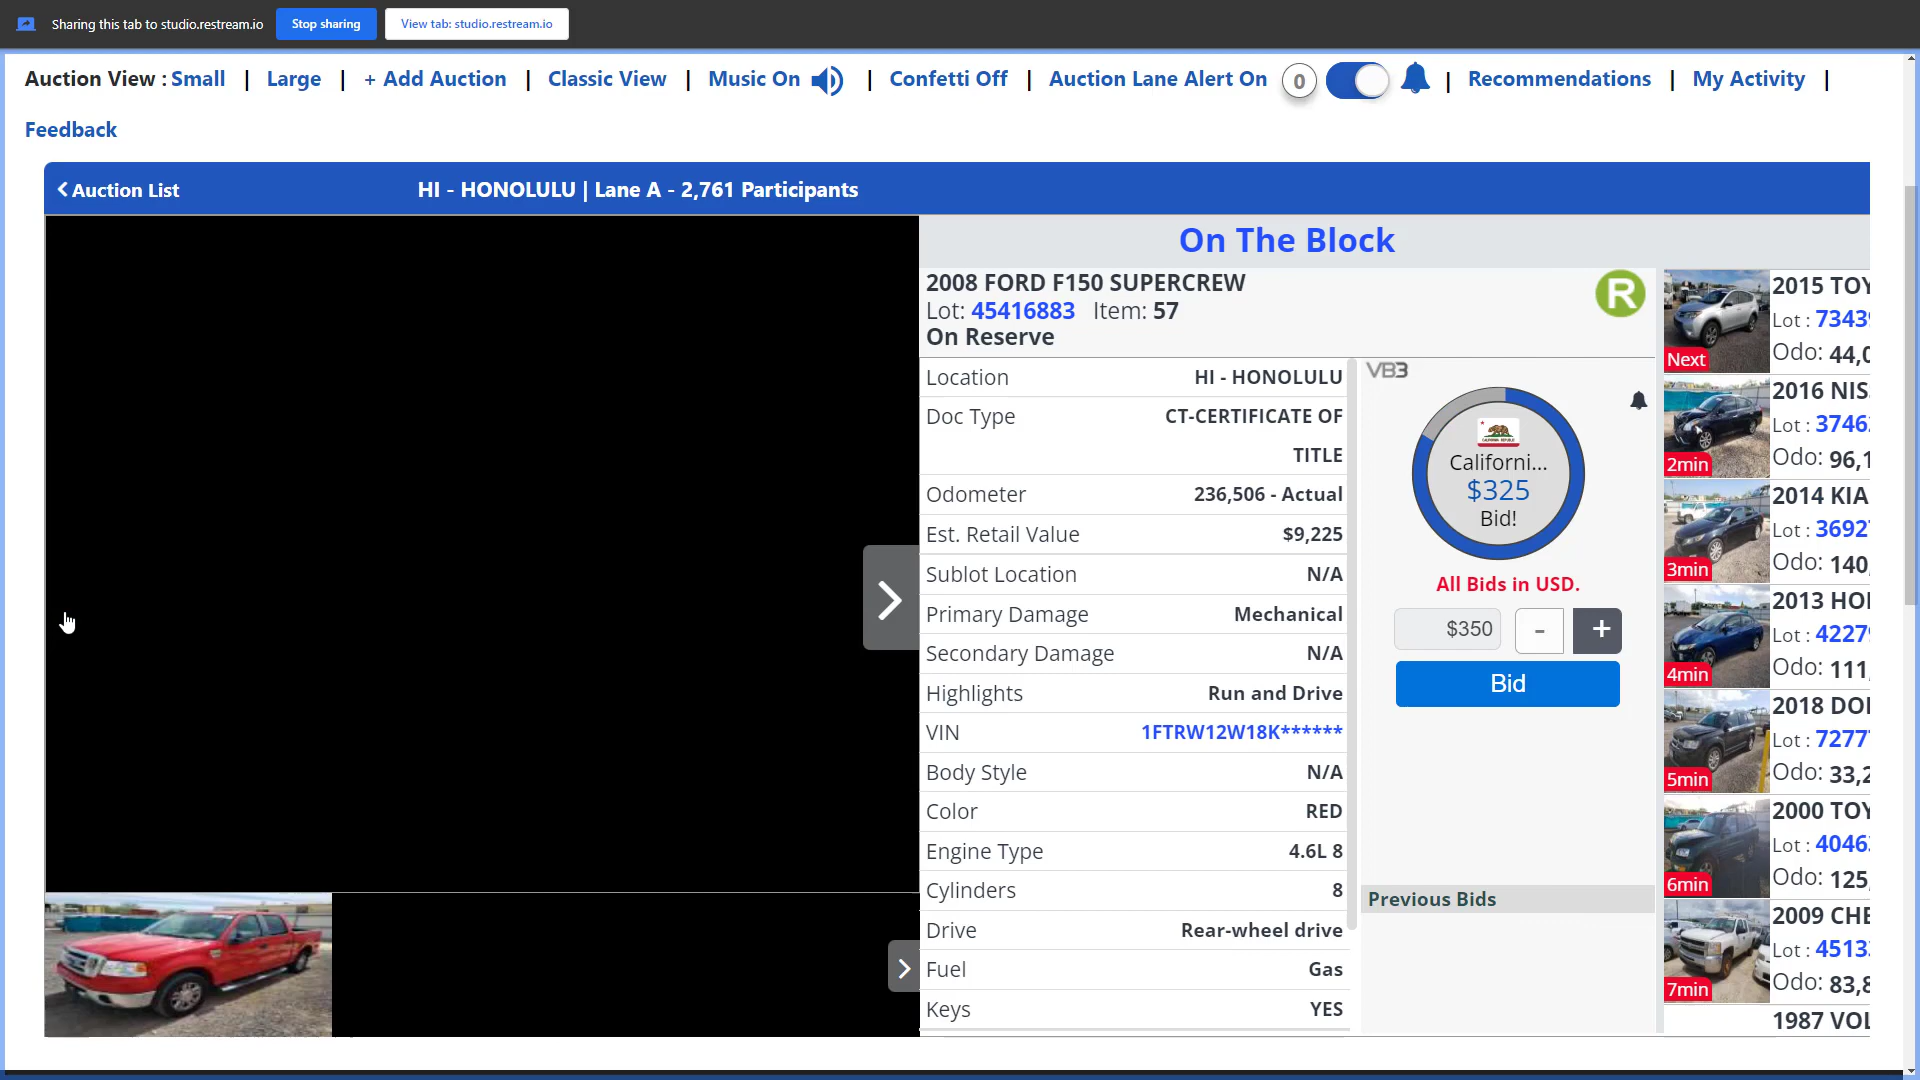 Sharing this tab to studio.restream.io Stop sharing View tab: studio.restream.io
Auction View : Small | Large | + Add Auction | Classic View | Music On | Confetti Off | Auction Lane Alert On 0 | Recommendations | My Activity |
Feedback
Auction List HI - HONOLULU | Lane A - 2,761 Participants
On The Block
2008 FORD F150 SUPERCREW
Lot: 45416883 Item: 57
On Reserve
R
Location HI - HONOLULU
Doc Type CT-CERTIFICATE OF
TITLE
Odometer 236,506 - Actual
Est. Retail Value $9,225
Sublot Location N/A
Primary Damage Mechanical
Secondary Damage N/A
Highlights Run and Drive
VIN 1FTRW12W18K******
Body Style N/A
Color RED
Engine Type 4.6L 8
Cylinders 8
Drive Rear-wheel drive
Fuel Gas
Keys YES
VB3
CALIFORNIA REPUBLIC
Californi...
$325
Bid!
All Bids in USD.
$350 - +
Bid
Previous Bids
2015 TOY
Lot : 7343
Odo: 44,0
Next
2016 NIS
Lot : 3746
Odo: 96,1
2min
2014 KIA
Lot : 3692
Odo: 140,
3min
2013 HO
Lot : 4227
Odo: 111,
4min
2018 DO
Lot : 7277
Odo: 33,2
5min
2000 TOY
Lot : 4046
Odo: 125,
6min
2009 CHE
Lot : 4513
Odo: 83,8
7min
1987 VOL